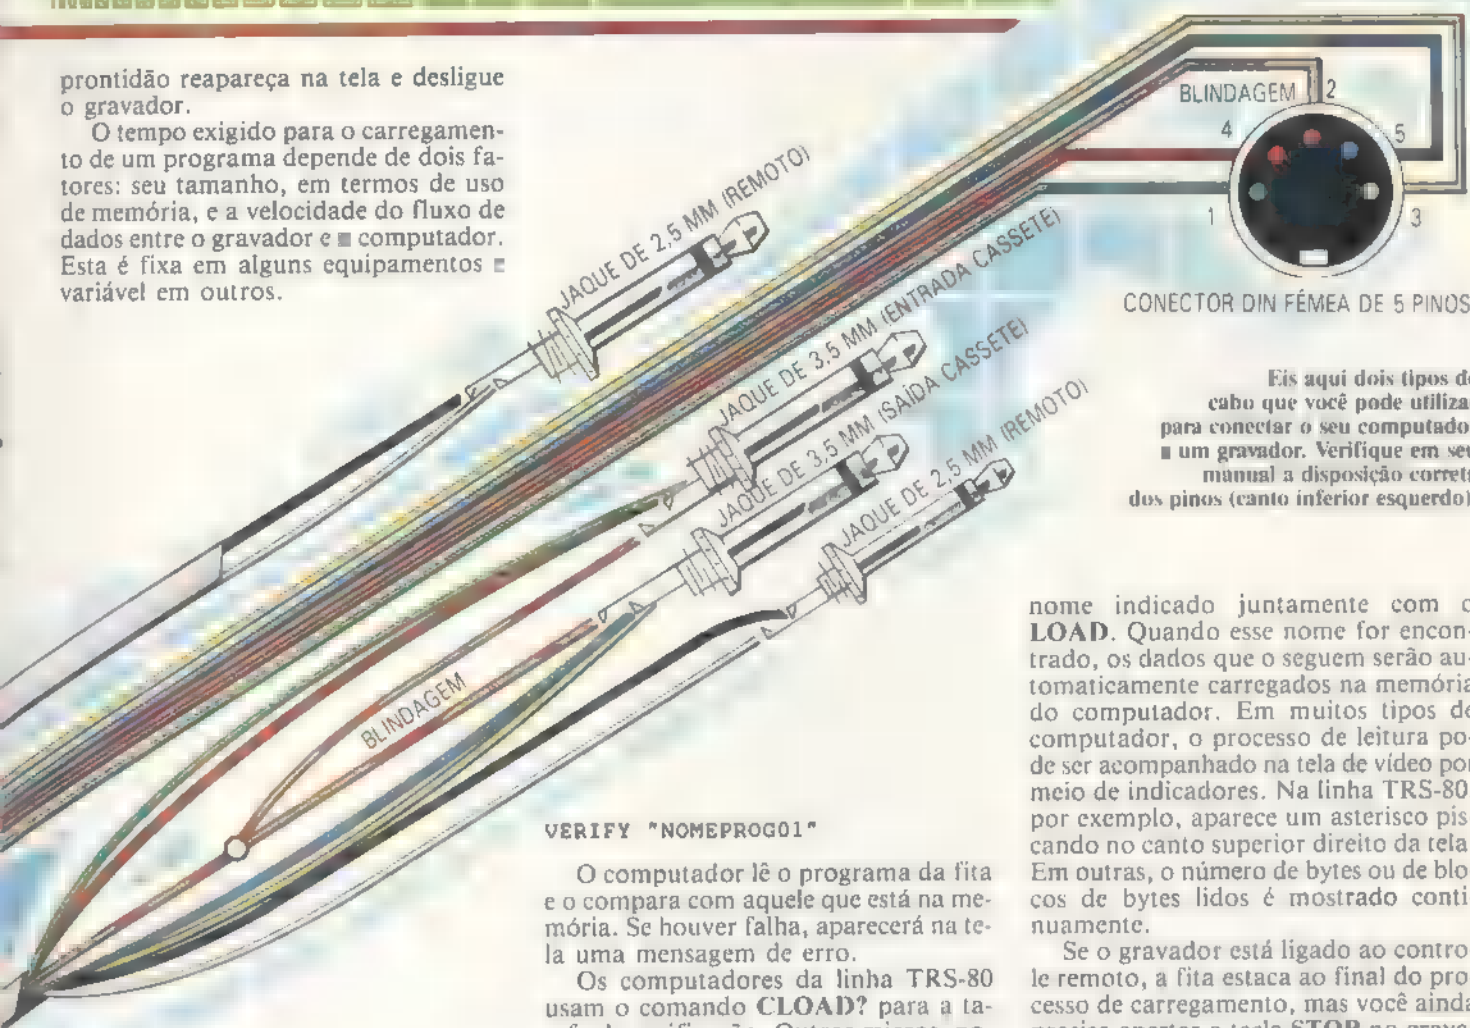 prontidão reapareça na tela e desligue
o gravador.
O tempo exigido para o carregamen-
to de um programa depende de dois fa-
tores: seu tamanho, em termos de uso
de memória, e a velocidade do fluxo de
dados entre o gravador e computador.
Esta é fixa em alguns equipamentos
variável em outros.
JAQUE DE 2,5 MM (REMOTO)
JAQUE DE 3,5 MM (ENTRADA CASSETE)
JAQUE DE 3,5 MM (SAÍDA CASSETE)
JAQUE DE 2,5 MM (REMOTO)
BLINDAGEM
BLINDAGEM
2
4
5
1
3
CONECTOR DIN FÊMEA DE 5 PINOS
Eis aqui dois tipos d
cabo que você pode utiliza
para conectar o seu computado
um gravador. Verifique em seu
manual a disposição corret
dos pinos (canto inferior esquerdo)
VERIFY "NOMEPROG01"
O computador lê o programa da fita
e o compara com aquele que está na me-
mória. Se houver falha, aparecerá na te-
la uma mensagem de erro.
Os computadores da linha TRS-80
usam o comando CLOAD? para a ta-
nome indicado juntamente com
LOAD. Quando esse nome for encon-
trado, os dados que o seguem serão au-
tomaticamente carregados na memória
do computador. Em muitos tipos de
computador, o processo de leitura po-
de ser acompanhado na tela de vídeo por
meio de indicadores. Na linha TRS-80
por exemplo, aparece um asterisco pis
cando no canto superior direito da tela
Em outras, o número de bytes ou de blo
cos de bytes lidos é mostrado conti
nuamente.
Se o gravador está ligado ao contro
le remoto, a fita estaca ao final do pro
cesso de carregamento, mas você ainda